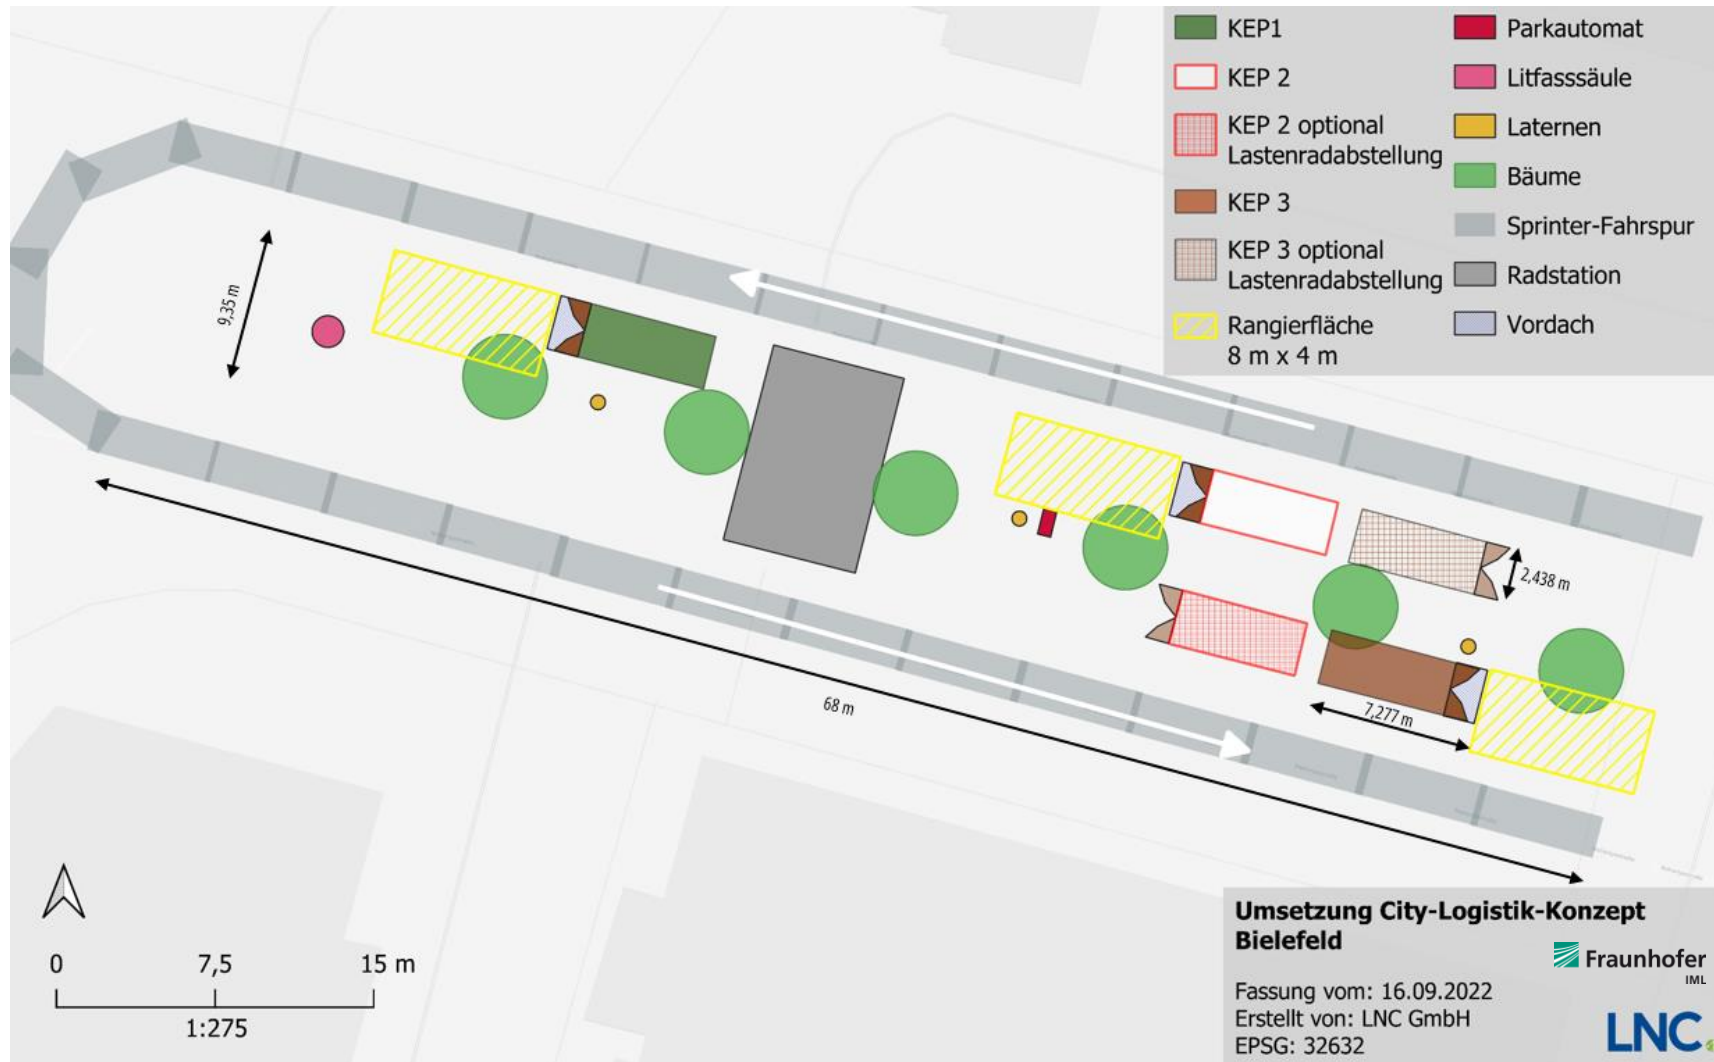 KEP1
KEP 2
KEP 2 optional
Lastenradabstellung
KEP 3
KEP 3 optional
Lastenradabstellung
Rangierfläche
8 m x 4 m
Parkautomat
Litfasssäule
Laternen
Bäume
Sprinter-Fahrspur
Radstation
Vordach
9,35 m
2,438 m
7,277 m
68 m
0 7,5 15 m
1:275
Umsetzung City-Logistik-Konzept
Bielefeld
Fassung vom: 16.09.2022
Erstellt von: LNC GmbH
EPSG: 32632
Fraunhofer
IML
LNC